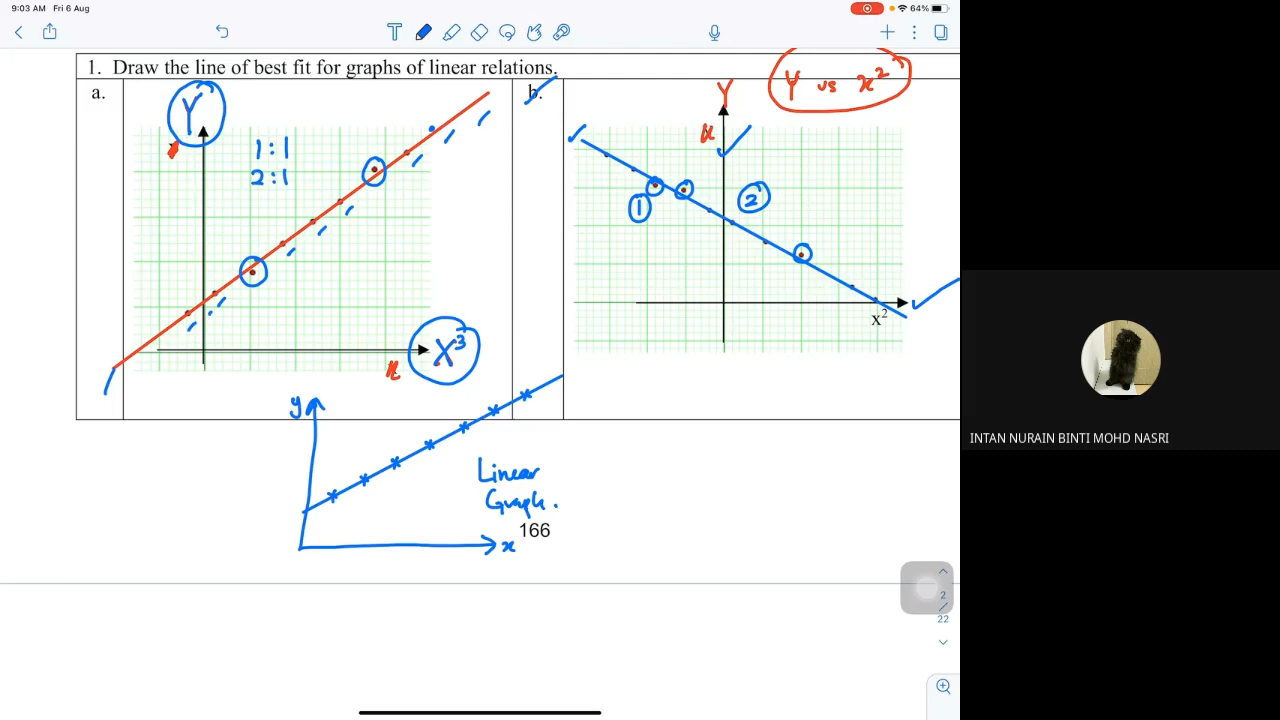 9:03 AM Fri 6 Aug
64%
1. Draw the line of best fit for graphs of linear relations.
a.
b.
Y
1:1
2:1
x
X³
Y
Y vs x²
x
1
2
x²
y
Linear
Graph.
x
166
2
22
INTAN NURAIN BINTI MOHD NASRI